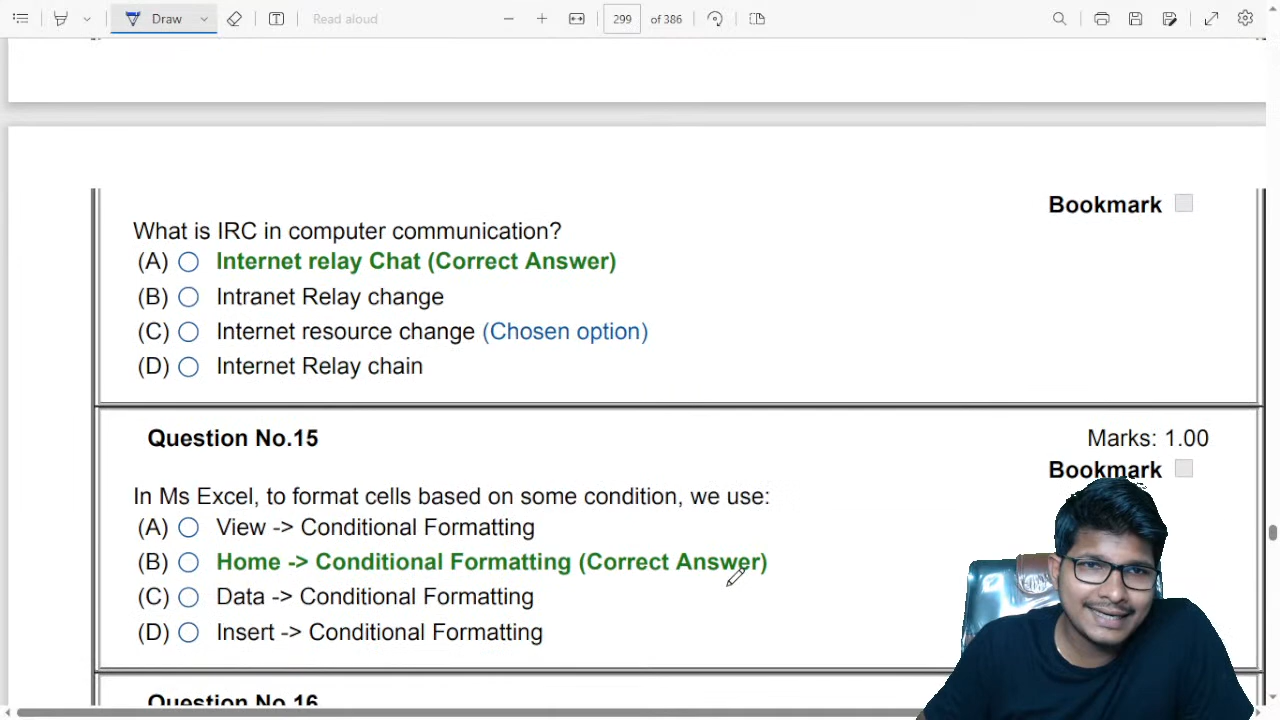 Draw
Read aloud
299 of 386
Bookmark
What is IRC in computer communication?
(A) Internet relay Chat (Correct Answer)
(B) Intranet Relay change
(C) Internet resource change (Chosen option)
(D) Internet Relay chain
Question No.15
Marks: 1.00
Bookmark
In Ms Excel, to format cells based on some condition, we use:
(A) View -> Conditional Formatting
(B) Home -> Conditional Formatting (Correct Answer)
(C) Data -> Conditional Formatting
(D) Insert -> Conditional Formatting
Question No.16